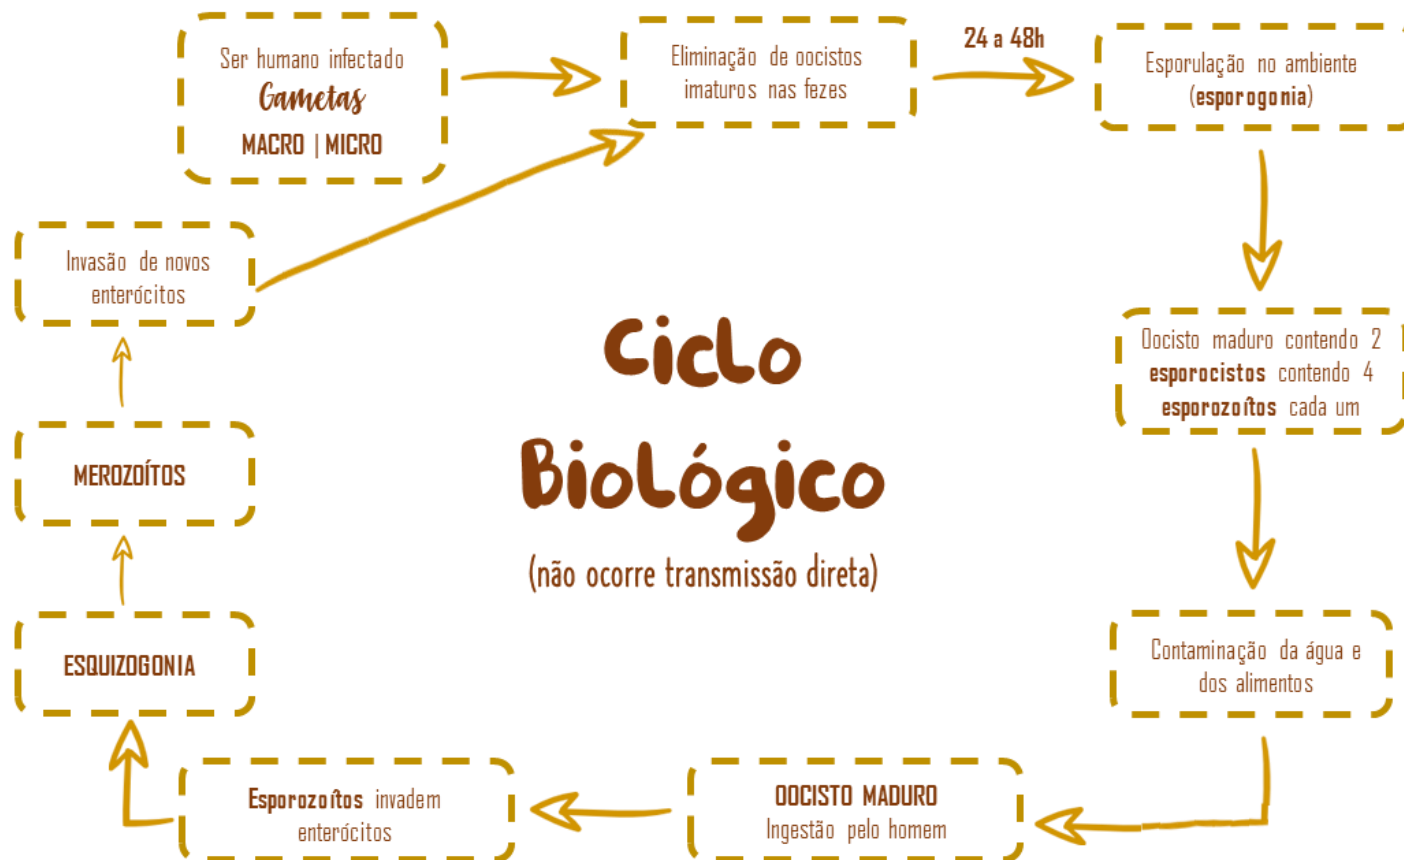 Ser humano infectado
Gametas
MACRO | MICRO
Eliminação de oocistos
imaturos nas fezes
24 a 48h
Esporulação no ambiente
(esporogonia)
Oocisto maduro contendo 2
esporocistos contendo 4
esporozoítos cada um
Contaminação da água e
dos alimentos
OOCISTO MADURO
Ingestão pelo homem
Esporozoítos invadem
enterócitos
ESQUIZOGONIA
MEROZOÍTOS
Invasão de novos
enterócitos
Ciclo
Biológico
(não ocorre transmissão direta)